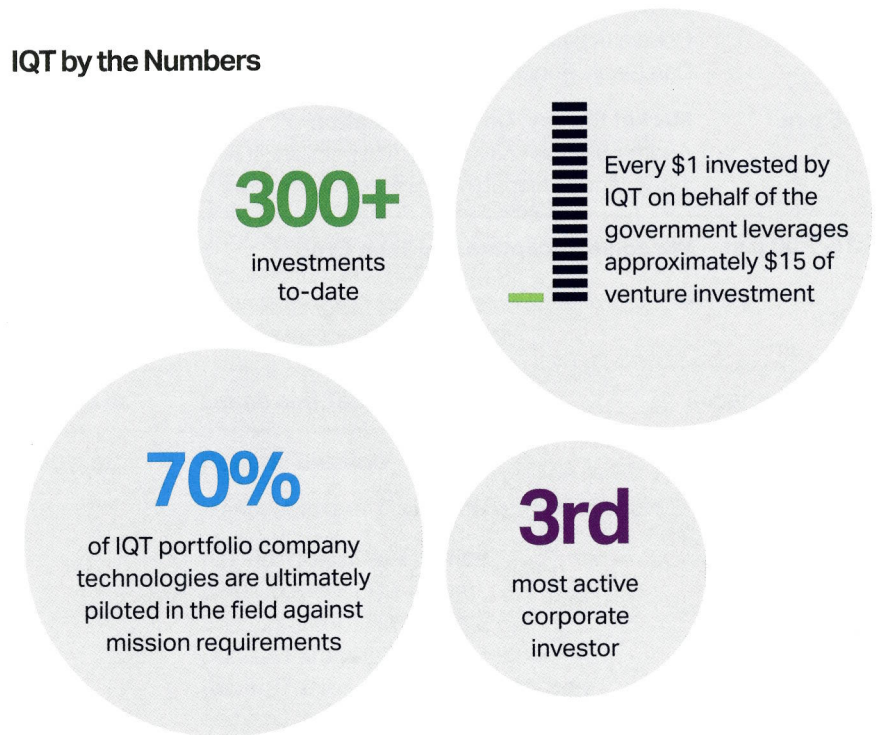 IQT by the Numbers
300+
investments
to-date
Every $1 invested by
IQT on behalf of the
government leverages
approximately $15 of
venture investment
70%
of IQT portfolio company
technologies are ultimately
piloted in the field against
mission requirements
3rd
most active
corporate
investor